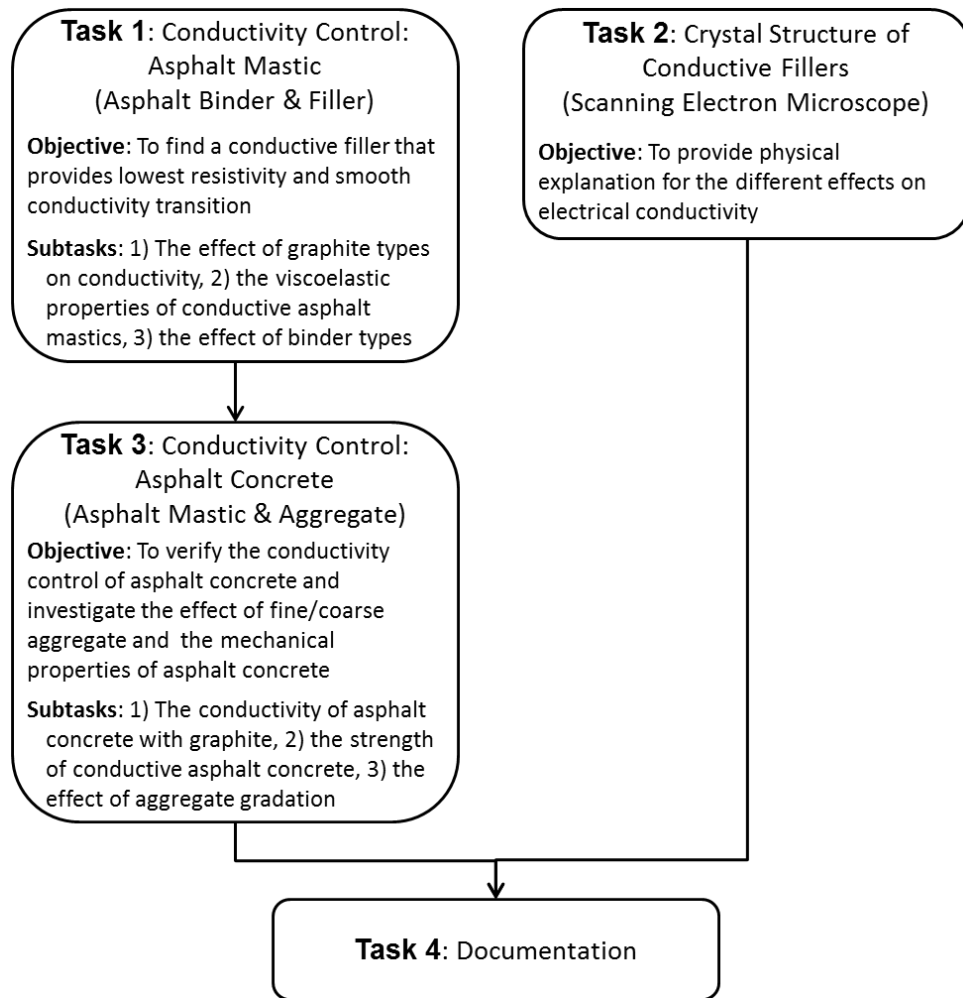 Task 1: Conductivity Control:
Asphalt Mastic
(Asphalt Binder & Filler)
Objective: To find a conductive filler that
provides lowest resistivity and smooth
conductivity transition
Subtasks: 1) The effect of graphite types
on conductivity, 2) the viscoelastic
properties of conductive asphalt
mastics, 3) the effect of binder types
Task 2: Crystal Structure of
Conductive Fillers
(Scanning Electron Microscope)
Objective: To provide physical
explanation for the different effects on
electrical conductivity
Task 3: Conductivity Control:
Asphalt Concrete
(Asphalt Mastic & Aggregate)
Objective: To verify the conductivity
control of asphalt concrete and
investigate the effect of fine/coarse
aggregate and the mechanical
properties of asphalt concrete
Subtasks: 1) The conductivity of asphalt
concrete with graphite, 2) the strength
of conductive asphalt concrete, 3) the
effect of aggregate gradation
Task 4: Documentation